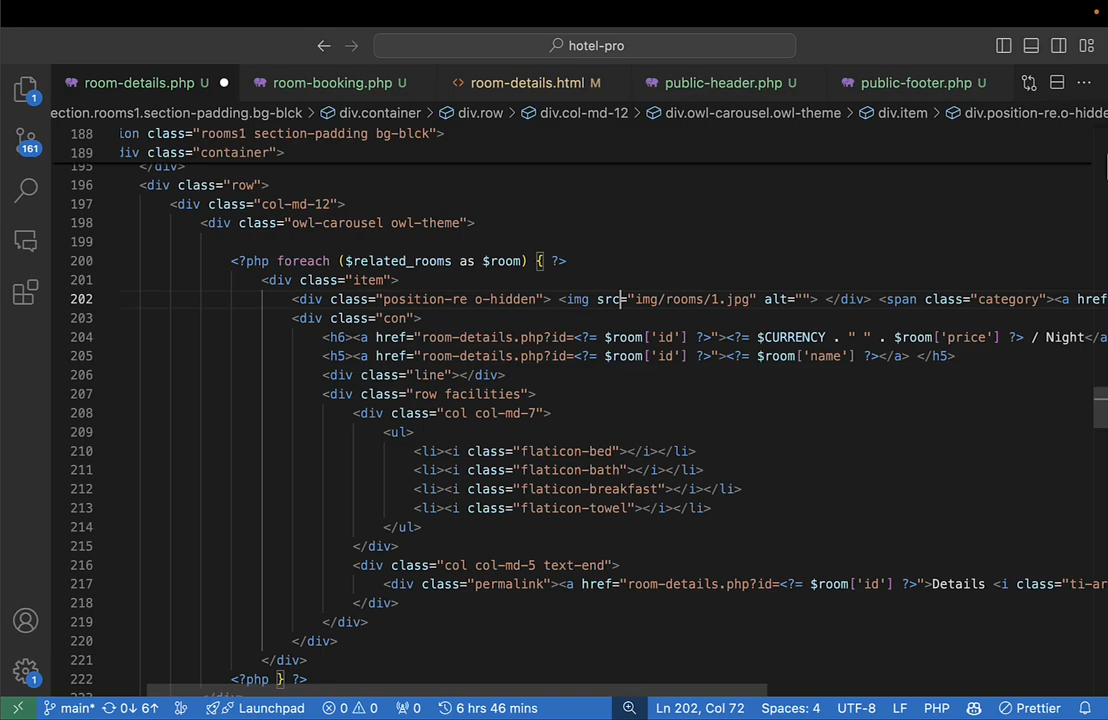 hotel-pro
room-details.php U room-booking.php U room-details.html M public-header.php U public-footer.php U
1 ection.rooms1.section-padding.bg-blck > div.container > div.row > div.col-md-12 > div.owl-carousel.owl-theme > div.item > div.position-re.o-hidde
188 ion class="rooms1 section-padding bg-blck">
161 189 div class="container">
195 </div>
196 <div class="row">
197 <div class="col-md-12">
198 <div class="owl-carousel owl-theme">
199
200 <?php foreach ($related_rooms as $room) { ?>
201 <div class="item">
202 <div class="position-re o-hidden"> <img src="img/rooms/1.jpg" alt=""> </div> <span class="category"><a href
203 <div class="con">
204 <h6><a href="room-details.php?id=<?= $room['id'] ?>"><?= $CURRENCY . " " . $room['price'] ?> / Night</a
205 <h5><a href="room-details.php?id=<?= $room['id'] ?>"><?= $room['name'] ?></a> </h5>
206 <div class="line"></div>
207 <div class="row facilities">
208 <div class="col col-md-7">
209 <ul>
210 <li><i class="flaticon-bed"></i></li>
211 <li><i class="flaticon-bath"></i></li>
212 <li><i class="flaticon-breakfast"></i></li>
213 <li><i class="flaticon-towel"></i></li>
214 </ul>
215 </div>
216 <div class="col col-md-5 text-end">
217 <div class="permalink"><a href="room-details.php?id=<?= $room['id'] ?>">Details <i class="ti-ar
218 </div>
219 </div>
220 </div>
221 </div>
1 222 <?php } ?>
main* 0↓ 6↑ Launchpad 0 0 0 6 hrs 46 mins Ln 202, Col 72 Spaces: 4 UTF-8 LF PHP Prettier